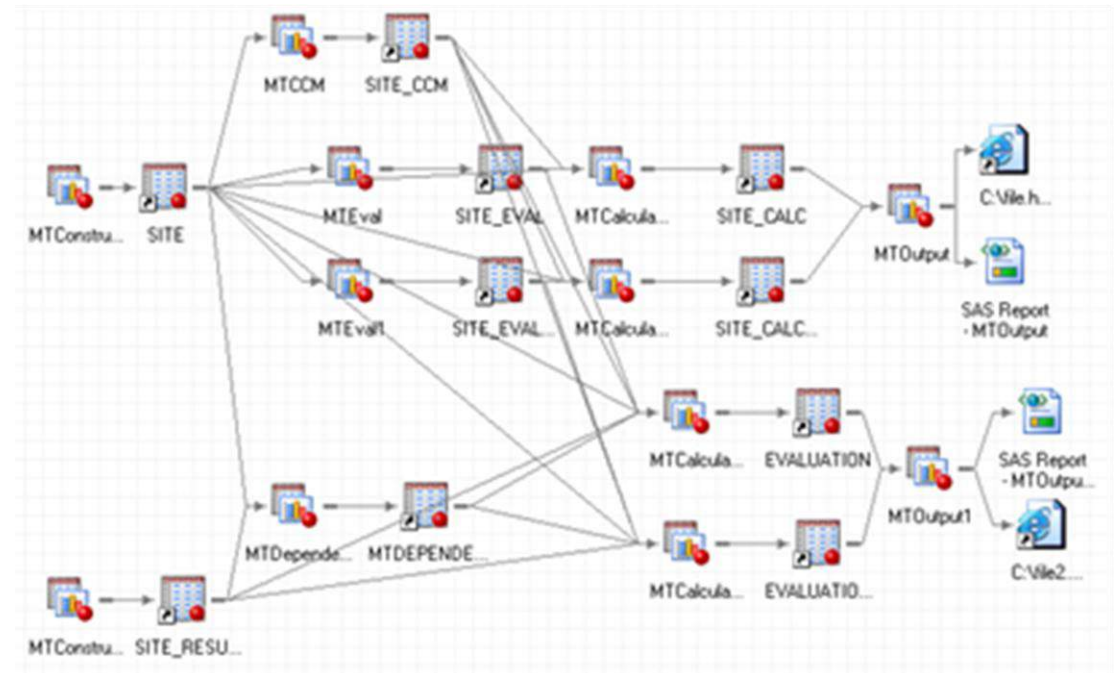 MTCCM
SITE_CCM
MTConstru...
SITE
MTEval
SITE_EVAL
MTCalcula...
SITE_CALC
MTOutput
C:\file.h...
MTEval1
SITE_EVAL...
MTCalcula...
SITE_CALC...
SAS Report
- MTOutput
MTCalcula...
EVALUATION
SAS Report
- MTOutpu...
MTOutput1
MTDepende...
MTDEPENDE...
MTCalcula...
EVALUATIO...
C:\file2....
MTConstru...
SITE_RESU...